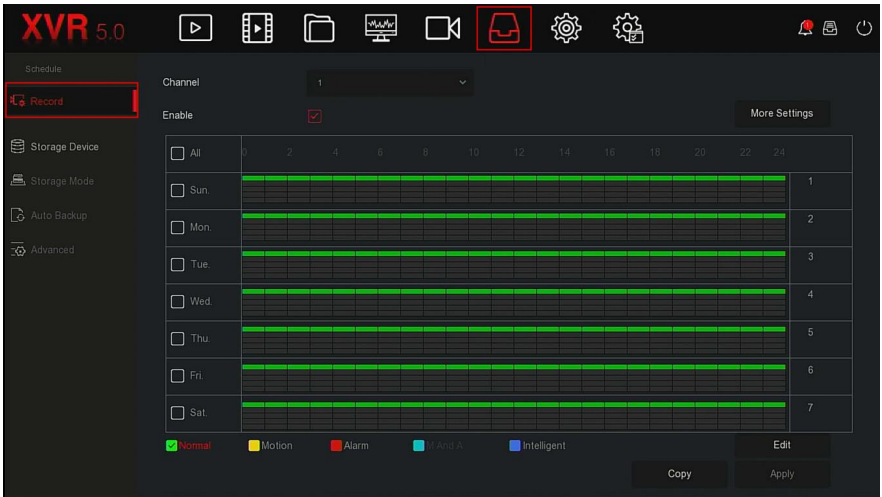 XVR 5.0
Schedule
Record
Storage Device
Storage Mode
Auto Backup
Advanced
Channel 1
Enable
More Settings
All 0 2 4 6 8 10 12 14 16 18 20 22 24
Sun. 1
Mon. 2
Tue. 3
Wed. 4
Thu. 5
Fri. 6
Sat. 7
Normal Motion Alarm M And A Intelligent Edit
Copy Apply